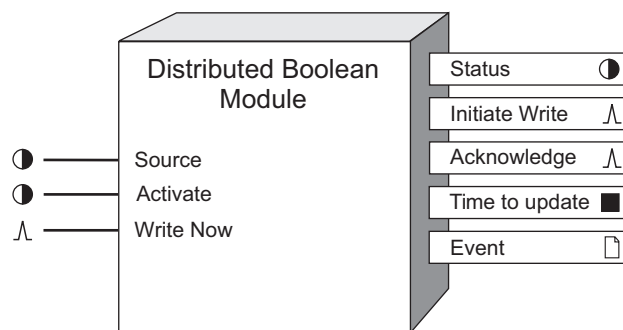 Distributed Boolean
Module
Source
Activate
Write Now
Status
Initiate Write
Acknowledge
Time to update
Event